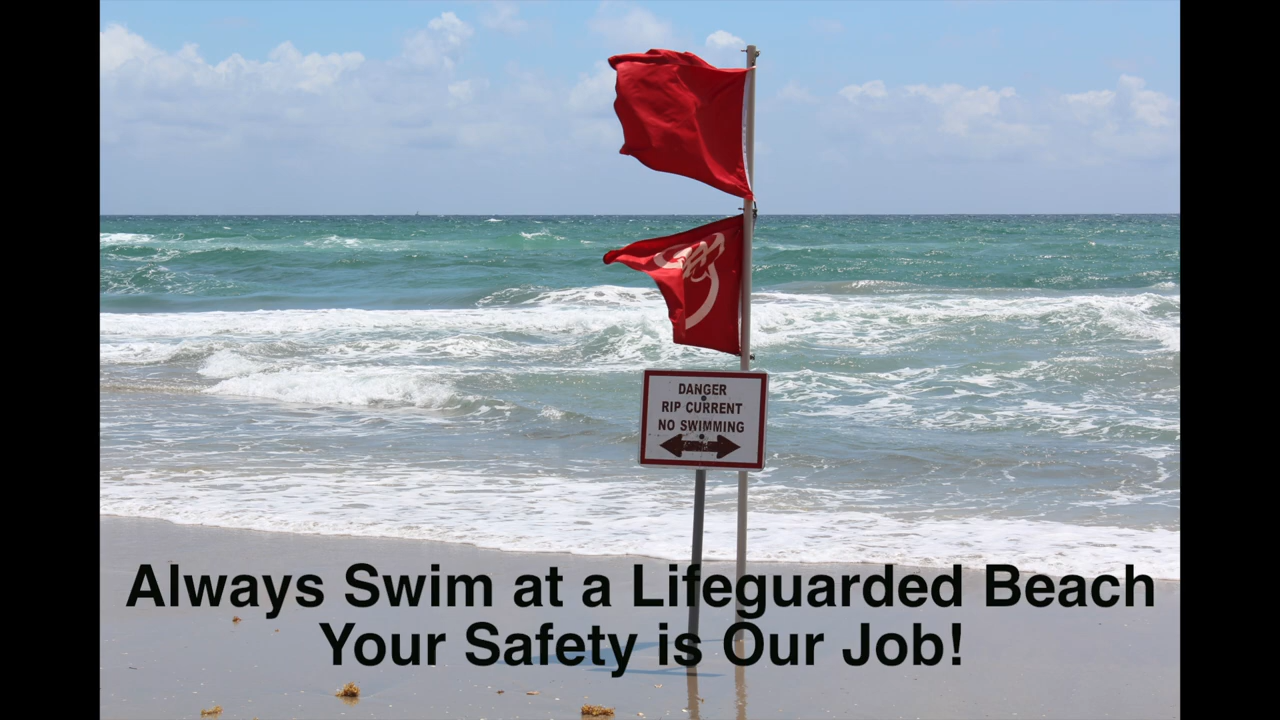 DANGER
RIP CURRENT
NO SWIMMING
Always Swim at a Lifeguarded Beach
Your Safety is Our Job!